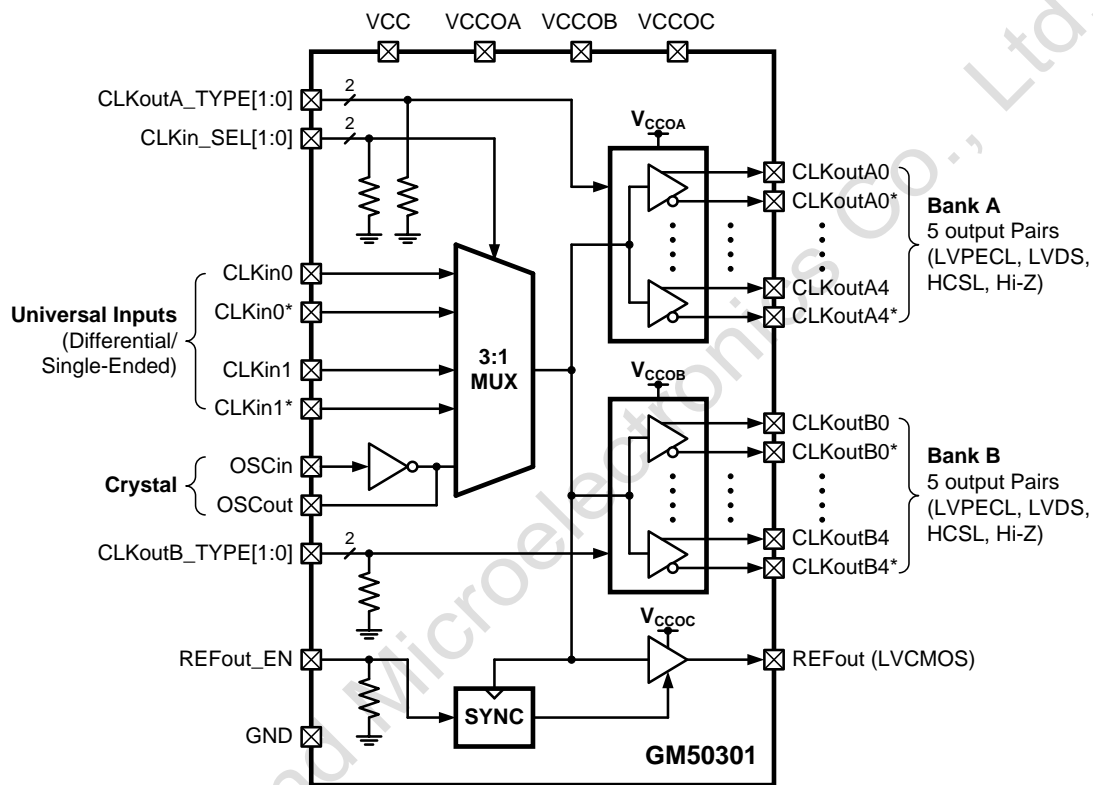 VCC VCCOA VCCOB VCCOC
CLKoutA_TYPE[1:0]
2
CLKin_SEL[1:0]
2
Universal Inputs
(Differential/
Single-Ended)
CLKin0
CLKin0*
CLKin1
CLKin1*
Crystal
OSCin
OSCout
CLKoutB_TYPE[1:0]
2
REFout_EN
GND
3:1
MUX
SYNC
VCCOA
CLKoutA0
CLKoutA0*
CLKoutA4
CLKoutA4*
Bank A
5 output Pairs
(LVPECL, LVDS,
HCSL, Hi-Z)
VCCOB
CLKoutB0
CLKoutB0*
CLKoutB4
CLKoutB4*
Bank B
5 output Pairs
(LVPECL, LVDS,
HCSL, Hi-Z)
VCCOC
REFout (LVCMOS)
GM50301
Microelectronics Co., Ltd.